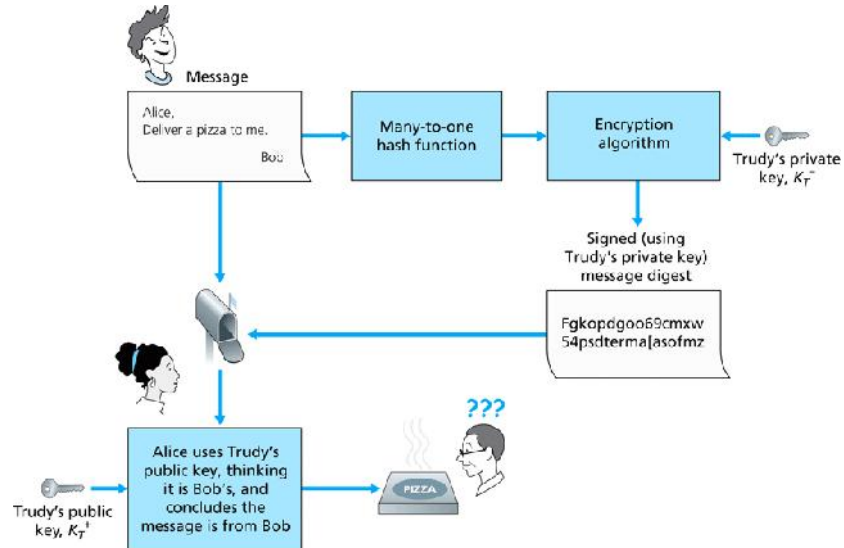 Message
Alice,
Deliver a pizza to me.
Bob
Many-to-one
hash function
Encryption
algorithm
Trudy's private
key, K_T^-
Signed (using
Trudy's private key)
message digest
Fgkopdgoo69cmxw
54psdterma[asofmz
???
PIZZA
Alice uses Trudy's
public key, thinking
it is Bob's, and
concludes the
message is from Bob
Trudy's public
key, K_T^+